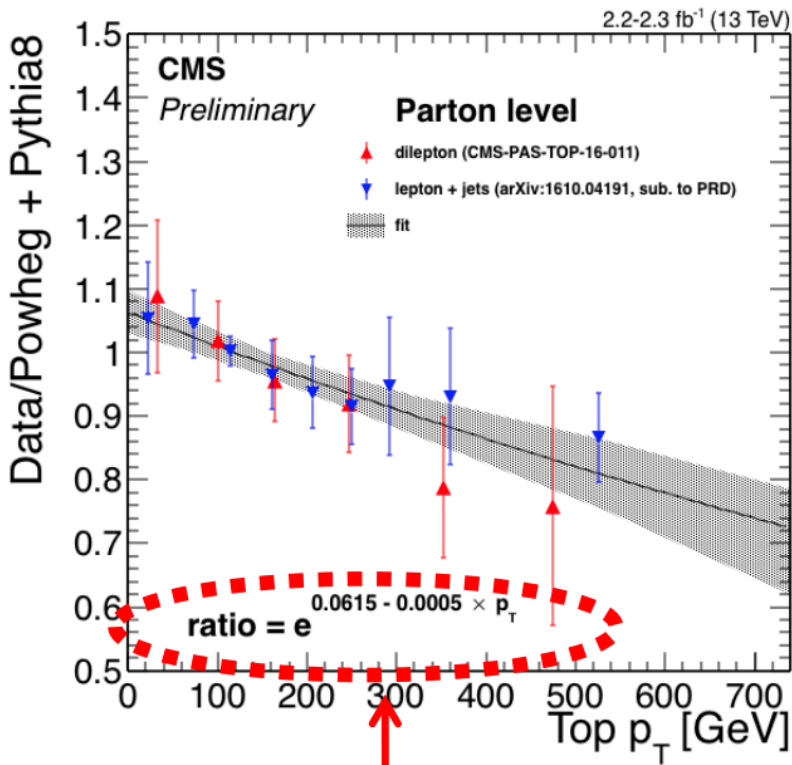 2.2-2.3 fb⁻¹ (13 TeV)
Data/Powheg + Pythia8
1.5
1.4
1.3
1.2
1.1
1
0.9
0.8
0.7
0.6
0.5
CMS
Preliminary
Parton level
dilepton (CMS-PAS-TOP-16-011)
lepton + jets (arXiv:1610.04191, sub. to PRD)
fit
ratio = e^0.0615 - 0.0005 × p_T
0 100 200 300 400 500 600 700
Top p_T [GeV]